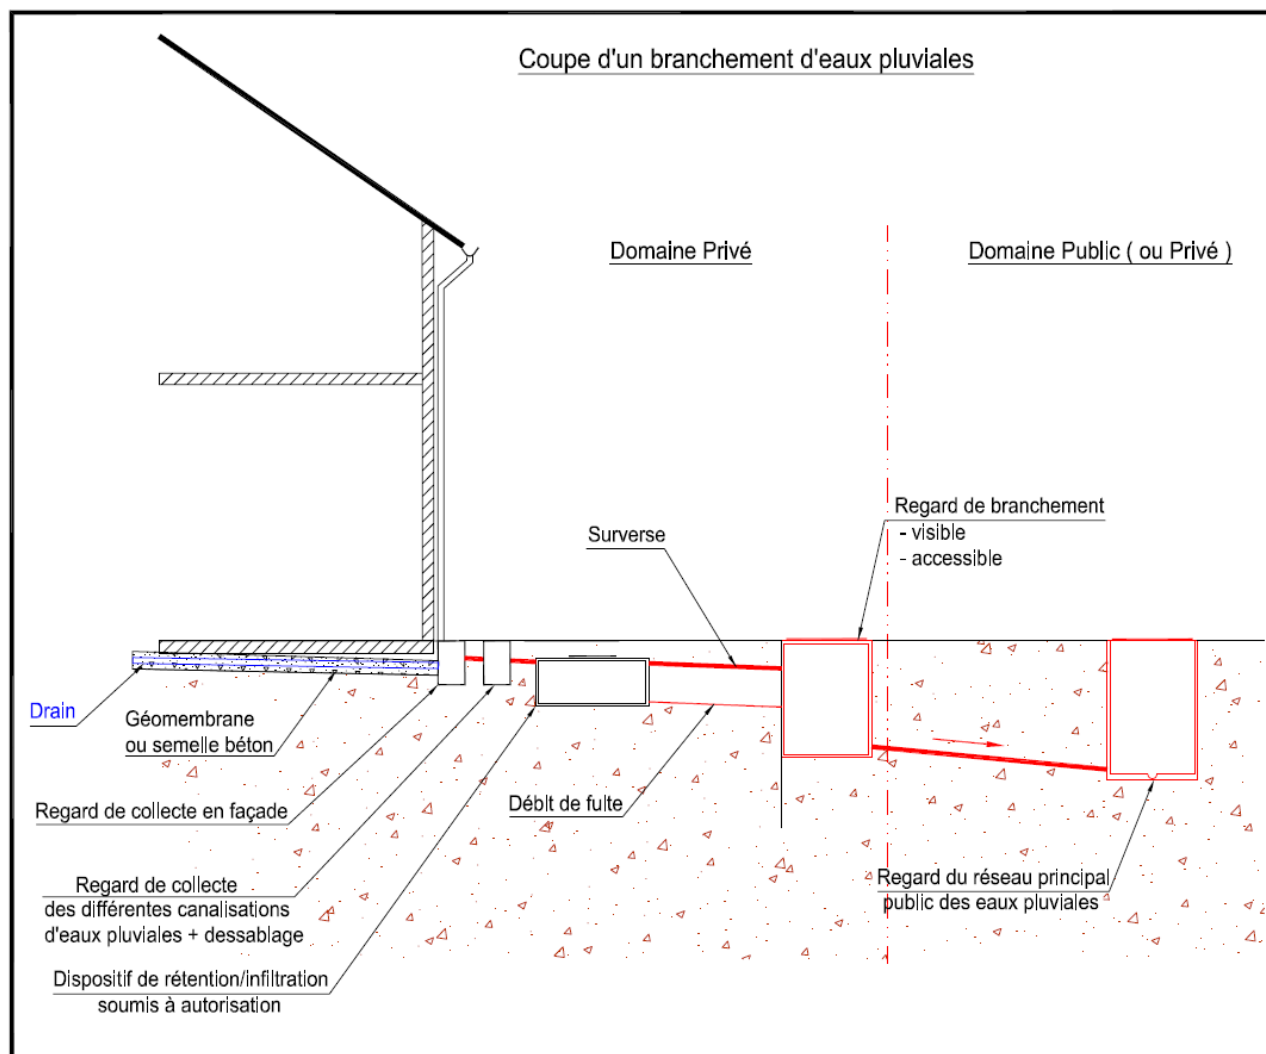 Coupe d'un branchement d'eaux pluviales
Domaine Privé
Domaine Public ( ou Privé )
Regard de branchement
- visible
- accessible
Surverse
Drain
Géomembrane
ou semelle béton
Débit de fuite
Regard de collecte en façade
Regard de collecte
des différentes canalisations
d'eaux pluviales + dessablage
Regard du réseau principal
public des eaux pluviales
Dispositif de rétention/infiltration
soumis à autorisation